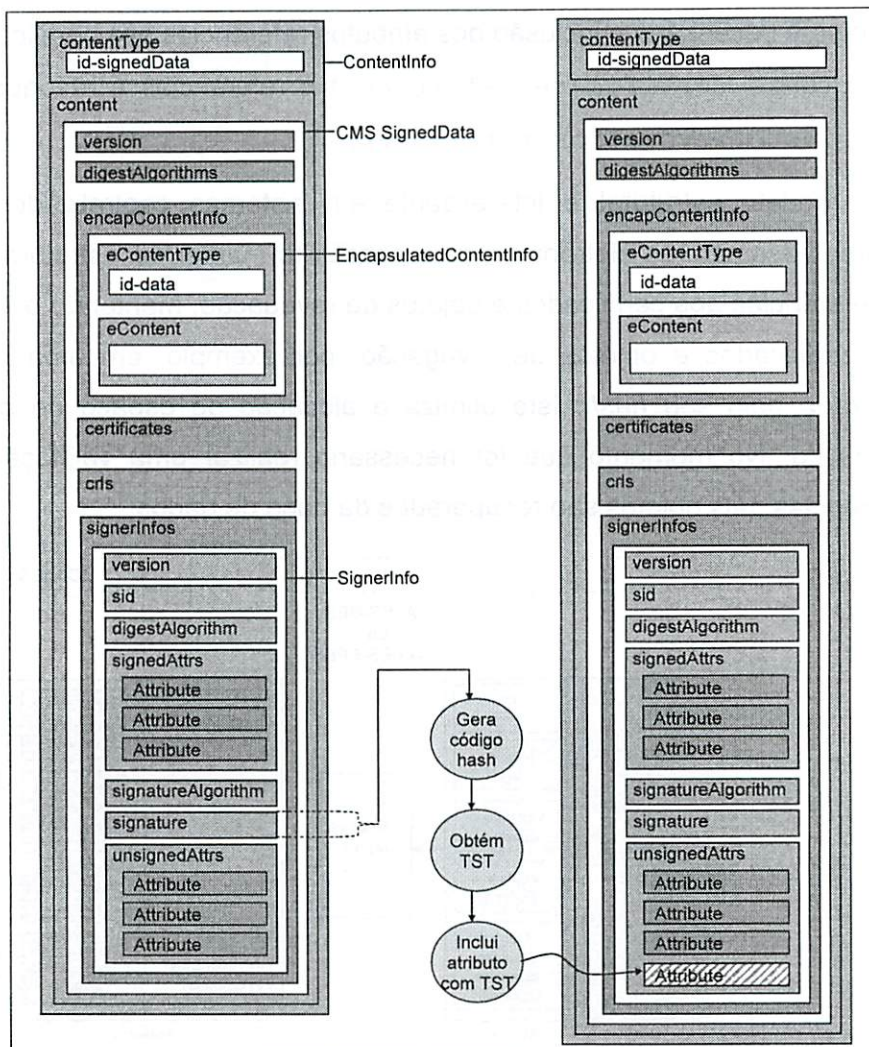 contentType
id-signedData
ContentInfo
content
CMS SignedData
version
digestAlgorithms
encapContentInfo
eContentType
EncapsulatedContentInfo
id-data
eContent
certificates
crls
signerInfos
version
SignerInfo
sid
digestAlgorithm
signedAttrs
Attribute
Attribute
Attribute
signatureAlgorithm
signature
unsignedAttrs
Attribute
Attribute
Attribute
Gera
código
hash
Obtém
TST
Inclui
atributo
com TST
contentType
id-signedData
content
version
digestAlgorithms
encapContentInfo
eContentType
id-data
eContent
certificates
crls
signerInfos
version
sid
digestAlgorithm
signedAttrs
Attribute
Attribute
Attribute
signatureAlgorithm
signature
unsignedAttrs
Attribute
Attribute
Attribute
Attribute